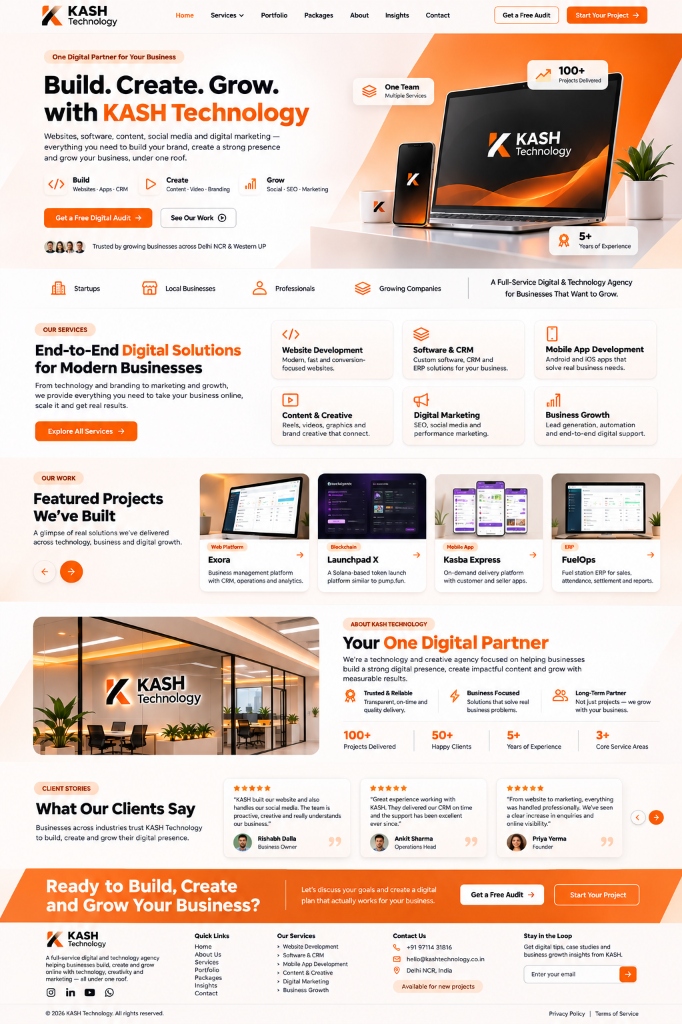 KASH
Technology
Home
Services
Portfolio
Packages
About
Insights
Contact
Get a Free Audit
Start Your Project →
One Digital Partner for Your Business
Build. Create. Grow.
with KASH Technology
Websites, software, content, social media and digital marketing —
everything you need to build your brand, create a strong presence
and grow your business, under one roof.
Build
Websites · Apps · CRM
Create
Content · Video · Branding
Grow
Social · SEO · Marketing
Get a Free Digital Audit →
See Our Work
Trusted by growing businesses across Delhi NCR & Western UP
One Team
Multiple Services
100+
Projects Delivered
KASH
Technology
5+
Years of Experience
Startups
Local Businesses
Professionals
Growing Companies
A Full-Service Digital & Technology Agency
for Businesses That Want to Grow.
OUR SERVICES
End-to-End Digital Solutions
for Modern Businesses
From technology and branding to marketing and growth,
we provide everything you need to take your business online,
scale it and get real results.
Explore All Services →
Website Development
Modern, fast and conversion-
focused websites.
Software & CRM
Custom software, CRM and
ERP solutions for your business.
Mobile App Development
Android and iOS apps that
solve real business needs.
Content & Creative
Reels, videos, graphics and
brand creative that connect.
Digital Marketing
SEO, social media and
performance marketing.
Business Growth
Lead generation, automation
and end-to-end digital support.
OUR WORK
Featured Projects
We've Built
A glimpse of real solutions we've delivered
across technology, business and digital growth.
Web Platform
Exora
Business management platform
with CRM, operations and analytics.
Blockchain
Launchpad X
A Solana-based token launch
platform similar to pump.fun.
Mobile App
Kasba Express
On-demand delivery platform
with customer and seller apps.
ERP
FuelOps
Fuel station ERP for sales,
attendance, settlement and reports.
KASH
Technology
ABOUT KASH TECHNOLOGY
Your One Digital Partner
We're a technology and creative agency focused on helping businesses
build a strong digital presence, create impactful content and grow with
measurable results.
Trusted & Reliable
Transparent, on-time and
quality delivery.
Business Focused
Solutions that solve real
business problems.
Long-Term Partner
Not just projects — we grow
with your business.
100+
Projects Delivered
50+
Happy Clients
5+
Years of Experience
3+
Core Service Areas
CLIENT STORIES
What Our Clients Say
Businesses across industries trust KASH Technology
to build, create and grow their digital presence.
"KASH built our website and also
handles our social media. The team is
proactive, creative and really understands
our business."
Rishabh Dalla
Business Owner
"Great experience working with
KASH. They delivered our CRM on time
and the support has been excellent
ever since."
Ankit Sharma
Operations Head
"From website to marketing, everything
was handled professionally. We've seen
a clear increase in enquiries and
online visibility."
Priya Verma
Founder
Ready to Build, Create
and Grow Your Business?
Let's discuss your goals and create a digital
plan that actually works for your business.
Get a Free Audit →
Start Your Project
KASH
Technology
A full-service digital and technology agency
helping businesses build, create and grow
online with technology, creativity and
marketing — all under one roof.
Quick Links
Home
About Us
Services
Portfolio
Packages
Insights
Contact
Our Services
› Website Development
› Software & CRM
› Mobile App Development
› Content & Creative
› Digital Marketing
› Business Growth
Contact Us
+91 97114 31816
hello@kashtechnology.co.in
Delhi NCR, India
Available for new projects
Stay in the Loop
Get digital tips, case studies and
business growth insights from KASH.
Enter your email
© 2026 KASH Technology. All rights reserved.
Privacy Policy | Terms of Service